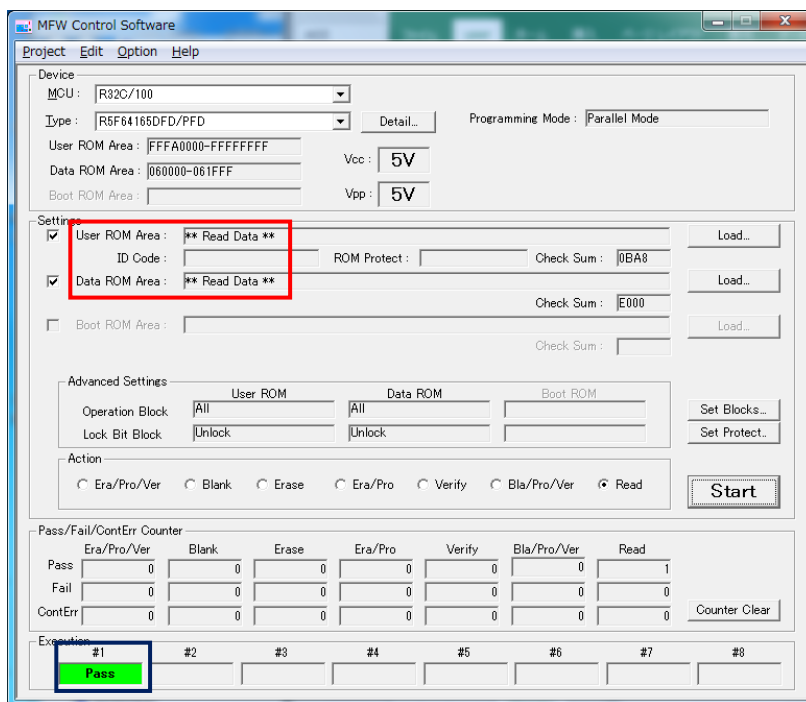 MFW Control Software
Project Edit Option Help
Device
MCU : R32C/100
Type : R5F64165DFD/PFD Detail... Programming Mode : Parallel Mode
User ROM Area : FFFA0000-FFFFFFFF
Vcc : 5V
Data ROM Area : 060000-061FFF
Boot ROM Area : Vpp : 5V
Settings
User ROM Area : ** Read Data ** Load...
ID Code : ROM Protect : Check Sum : 0BA8
Data ROM Area : ** Read Data ** Load...
Check Sum : E000
Boot ROM Area : Load...
Check Sum :
Advanced Settings
User ROM Data ROM Boot ROM
Operation Block All All Set Blocks...
Lock Bit Block Unlock Unlock Set Protect..
Action
Era/Pro/Ver Blank Erase Era/Pro Verify Bla/Pro/Ver Read Start
Pass/Fail/ContErr Counter
Era/Pro/Ver Blank Erase Era/Pro Verify Bla/Pro/Ver Read
Pass 0 0 0 0 0 0 1
Fail 0 0 0 0 0 0 0
ContErr 0 0 0 0 0 0 0 Counter Clear
Execution
#1 #2 #3 #4 #5 #6 #7 #8
Pass